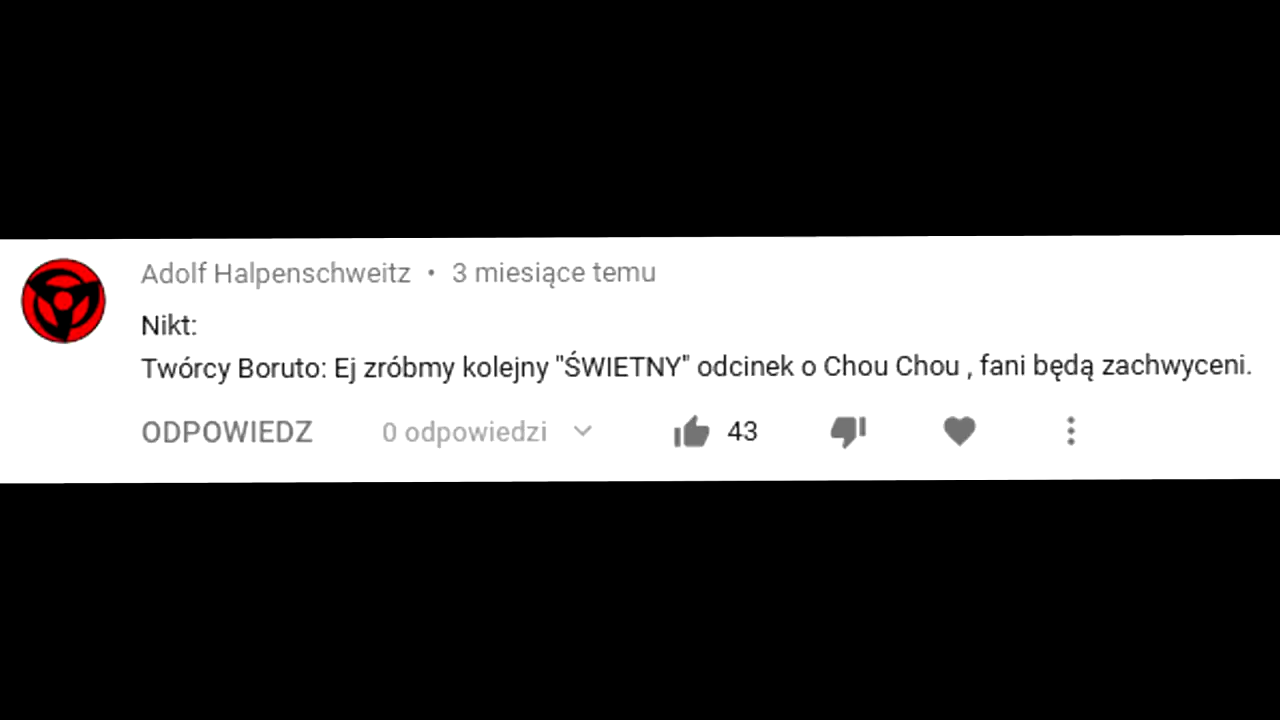 Adolf Halpenschweitz • 3 miesiące temu
Nikt:
Twórcy Boruto: Ej zróbmy kolejny "ŚWIETNY" odcinek o Chou Chou , fani będą zachwyceni.
ODPOWIEDZ 0 odpowiedzi 43